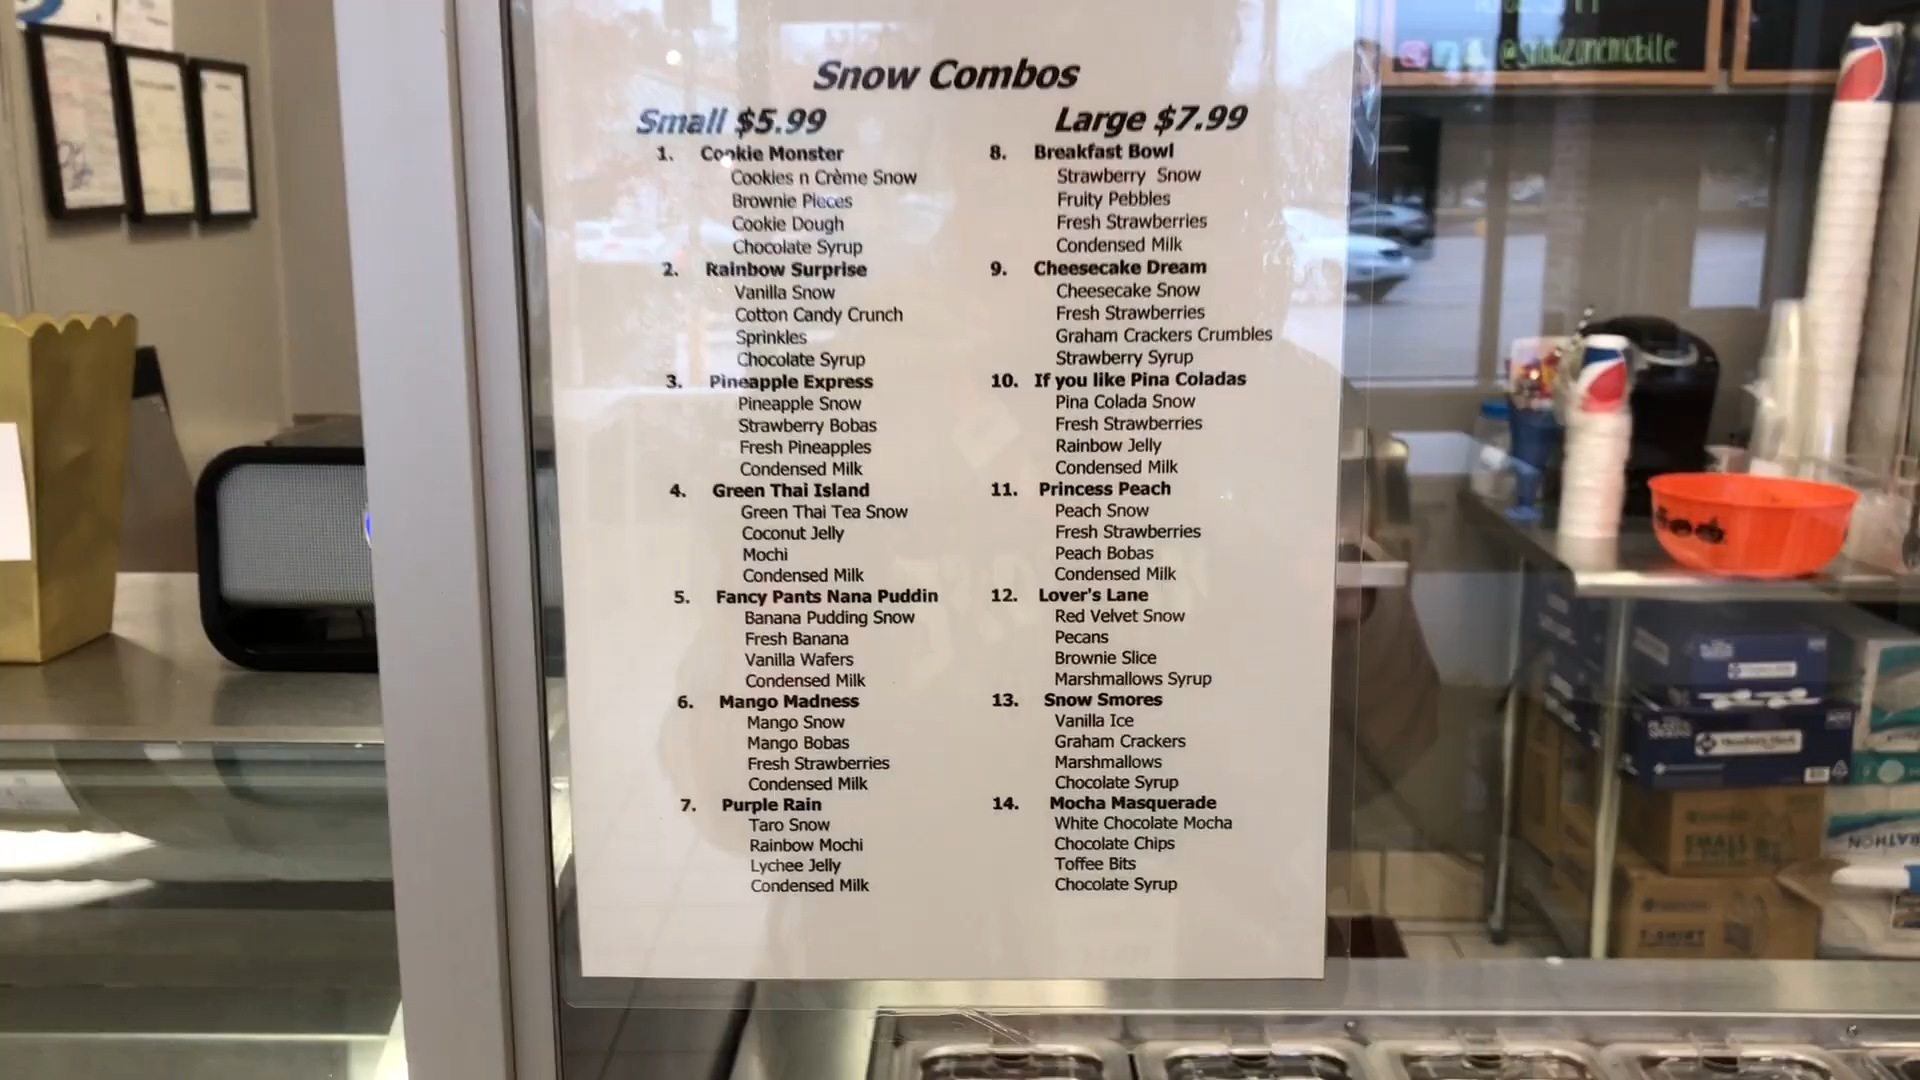 @snowzonemobile
Snow Combos
Small $5.99
1. Cookie Monster
Cookies n Crème Snow
Brownie Pieces
Cookie Dough
Chocolate Syrup
2. Rainbow Surprise
Vanilla Snow
Cotton Candy Crunch
Sprinkles
Chocolate Syrup
3. Pineapple Express
Pineapple Snow
Strawberry Bobas
Fresh Pineapples
Condensed Milk
4. Green Thai Island
Green Thai Tea Snow
Coconut Jelly
Mochi
Condensed Milk
5. Fancy Pants Nana Puddin
Banana Pudding Snow
Fresh Banana
Vanilla Wafers
Condensed Milk
6. Mango Madness
Mango Snow
Mango Bobas
Fresh Strawberries
Condensed Milk
7. Purple Rain
Taro Snow
Rainbow Mochi
Lychee Jelly
Condensed Milk
Large $7.99
8. Breakfast Bowl
Strawberry Snow
Fruity Pebbles
Fresh Strawberries
Condensed Milk
9. Cheesecake Dream
Cheesecake Snow
Fresh Strawberries
Graham Crackers Crumbles
Strawberry Syrup
10. If you like Pina Coladas
Pina Colada Snow
Fresh Strawberries
Rainbow Jelly
Condensed Milk
11. Princess Peach
Peach Snow
Fresh Strawberries
Peach Bobas
Condensed Milk
12. Lover's Lane
Red Velvet Snow
Pecans
Brownie Slice
Marshmallows Syrup
13. Snow Smores
Vanilla Ice
Graham Crackers
Marshmallows
Chocolate Syrup
14. Mocha Masquerade
White Chocolate Mocha
Chocolate Chips
Toffee Bits
Chocolate Syrup
SMALL
T-SHIRT